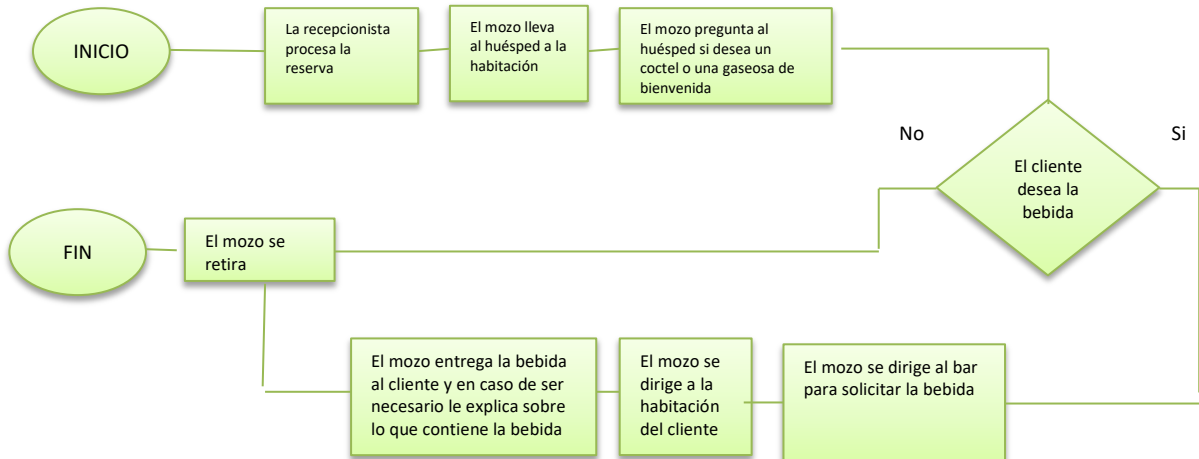 INICIO
La recepcionista
procesa la
reserva
El mozo lleva
al huésped a la
habitación
El mozo pregunta al
huésped si desea un
coctel o una gaseosa de
bienvenida
No
Si
El cliente
desea la
bebida
FIN
El mozo se
retira
El mozo entrega la bebida
al cliente y en caso de ser
necesario le explica sobre
lo que contiene la bebida
El mozo se
dirige a la
habitación
del cliente
El mozo se dirige al bar
para solicitar la bebida